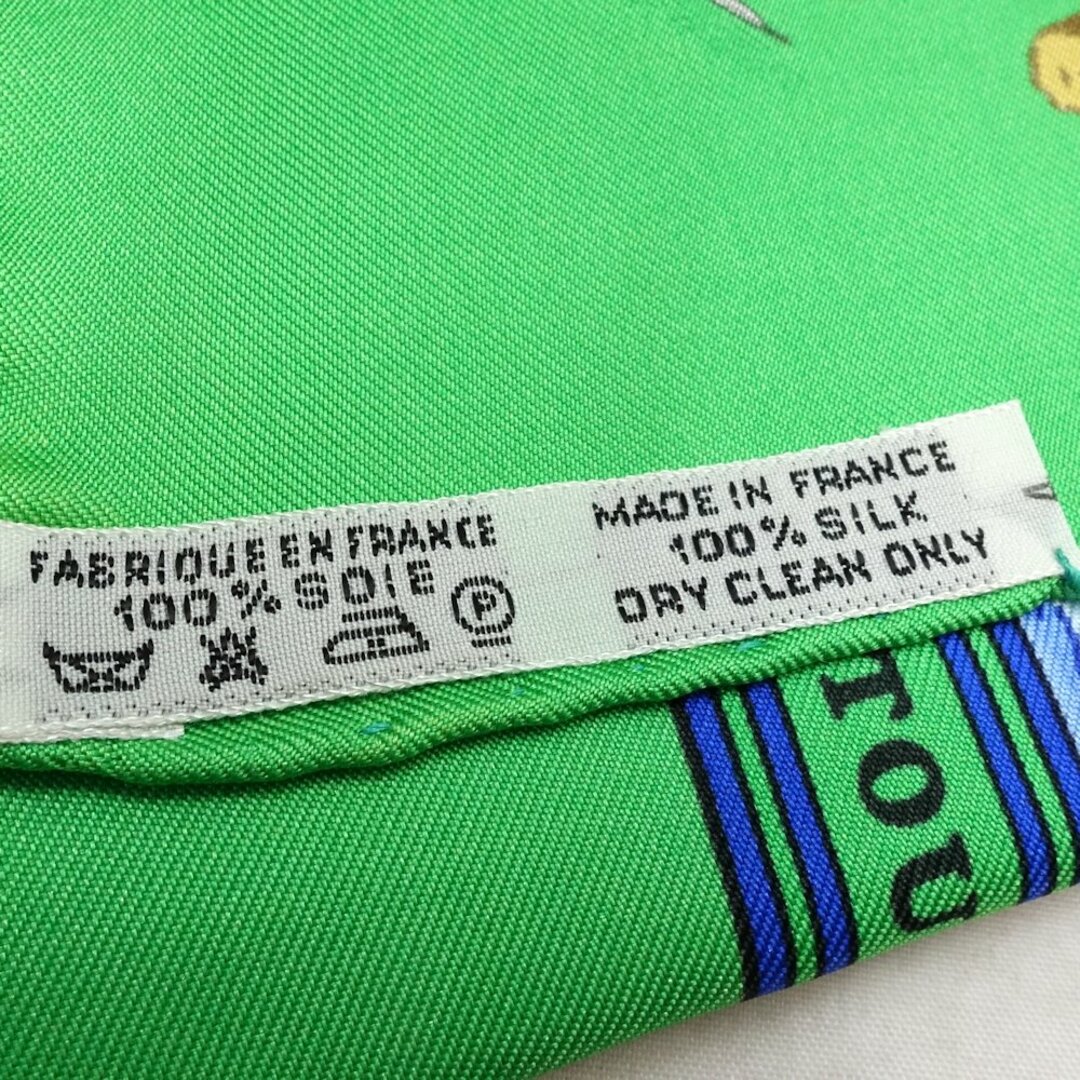 FABRIQUE EN FRANCE
100% SOIE
P
MADE IN FRANCE
100% SILK
DRY CLEAN ONLY
TOU